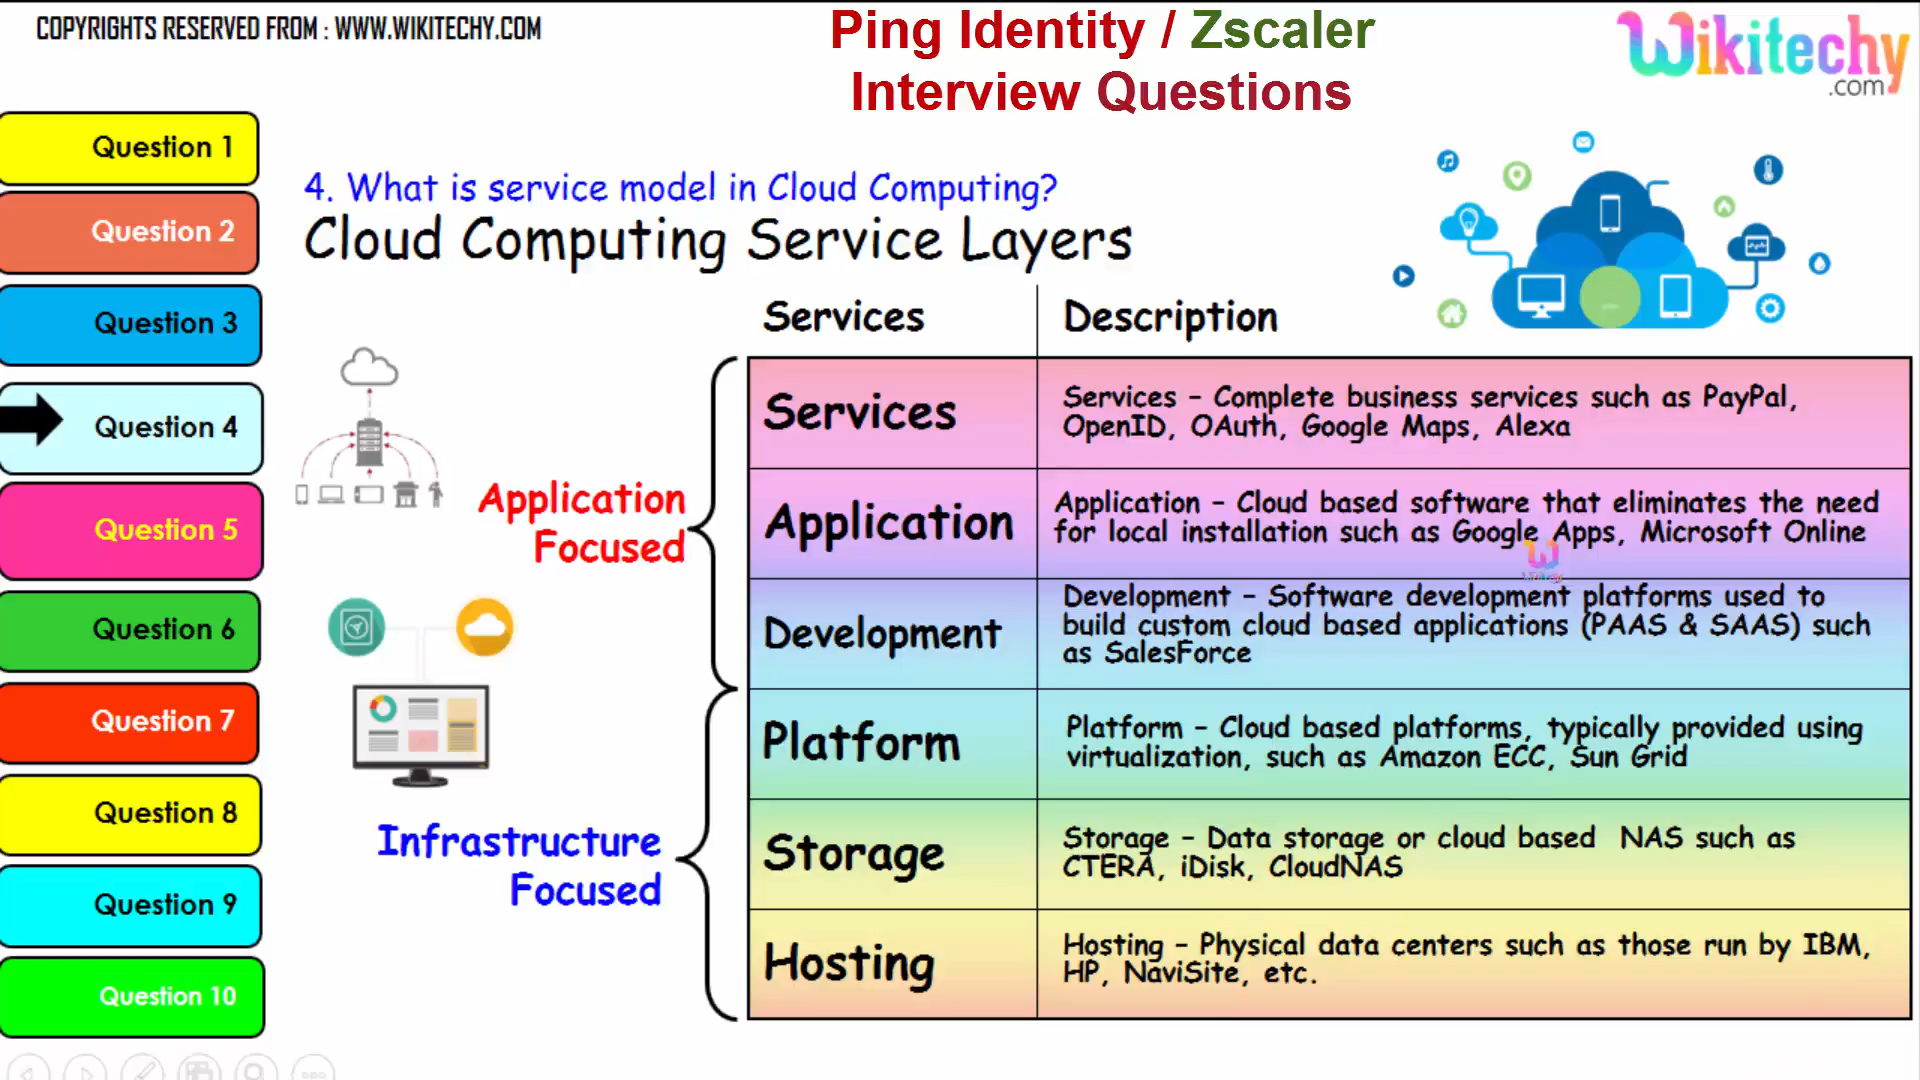 COPYRIGHTS RESERVED FROM : WWW.WIKITECHY.COM
Ping Identity / Zscaler
Interview Questions
Wikitechy
.com
Question 1
Question 2
Question 3
Question 4
Question 5
Question 6
Question 7
Question 8
Question 9
Question 10
4. What is service model in Cloud Computing?
Cloud Computing Service Layers
Services
Description
Application
Focused
Infrastructure
Focused
Services
Services – Complete business services such as PayPal,
OpenID, OAuth, Google Maps, Alexa
Application
Application – Cloud based software that eliminates the need
for local installation such as Google Apps, Microsoft Online
Development
Development – Software development platforms used to
build custom cloud based applications (PAAS & SAAS) such
as SalesForce
Platform
Platform – Cloud based platforms, typically provided using
virtualization, such as Amazon ECC, Sun Grid
Storage
Storage – Data storage or cloud based NAS such as
CTERA, iDisk, CloudNAS
Hosting
Hosting – Physical data centers such as those run by IBM,
HP, NaviSite, etc.